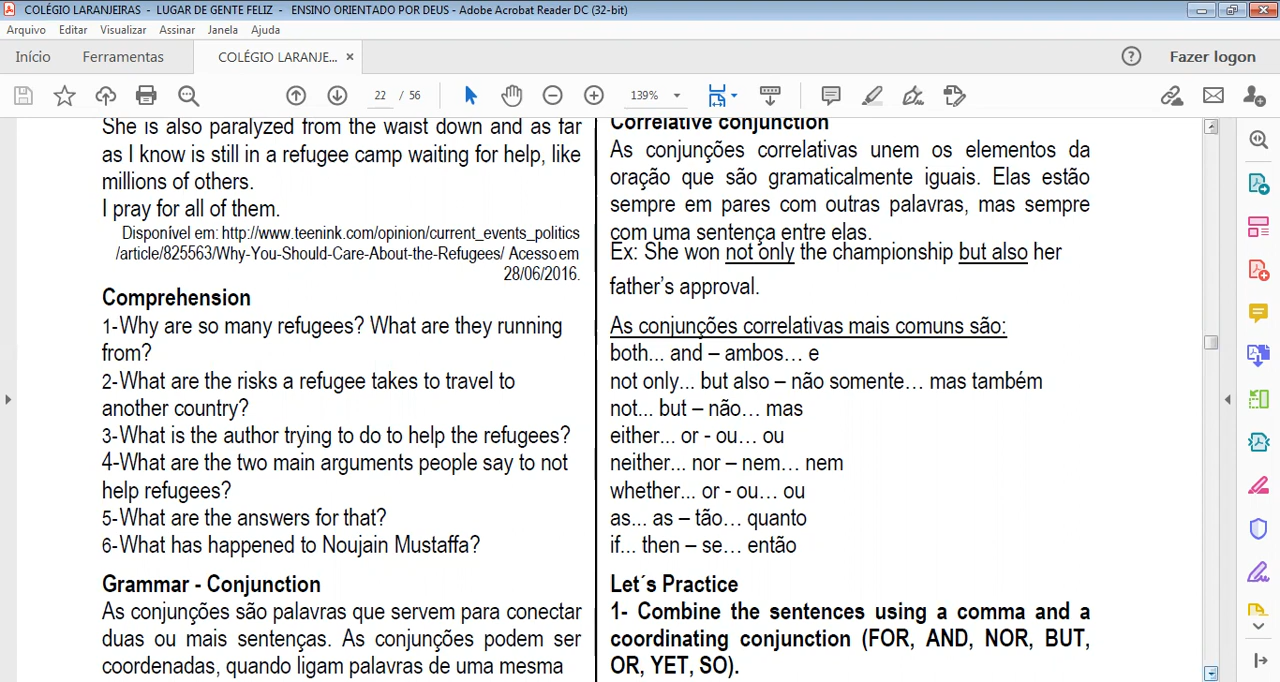 COLÉGIO LARANJEIRAS - LUGAR DE GENTE FELIZ - ENSINO ORIENTADO POR DEUS - Adobe Acrobat Reader DC (32-bit)
Arquivo Editar Visualizar Assinar Janela Ajuda
Início Ferramentas COLÉGIO LARANJE... × Fazer logon
22 / 56 139%
She is also paralyzed from the waist down and as far
as I know is still in a refugee camp waiting for help, like
millions of others.
I pray for all of them.
Disponível em: http://www.teenink.com/opinion/current_events_politics
/article/825563/Why-You-Should-Care-About-the-Refugees/ Acesso em
28/06/2016.
Comprehension
1-Why are so many refugees? What are they running
from?
2-What are the risks a refugee takes to travel to
another country?
3-What is the author trying to do to help the refugees?
4-What are the two main arguments people say to not
help refugees?
5-What are the answers for that?
6-What has happened to Noujain Mustaffa?
Grammar - Conjunction
As conjunções são palavras que servem para conectar
duas ou mais sentenças. As conjunções podem ser
coordenadas, quando ligam palavras de uma mesma
Correlative conjunction
As conjunções correlativas unem os elementos da
oração que são gramaticalmente iguais. Elas estão
sempre em pares com outras palavras, mas sempre
com uma sentença entre elas.
Ex: She won not only the championship but also her
father’s approval.
As conjunções correlativas mais comuns são:
both... and – ambos… e
not only... but also – não somente… mas também
not... but – não… mas
either... or - ou… ou
neither... nor – nem… nem
whether... or - ou… ou
as... as – tão… quanto
if... then – se… então
Let´s Practice
1- Combine the sentences using a comma and a
coordinating conjunction (FOR, AND, NOR, BUT,
OR, YET, SO).